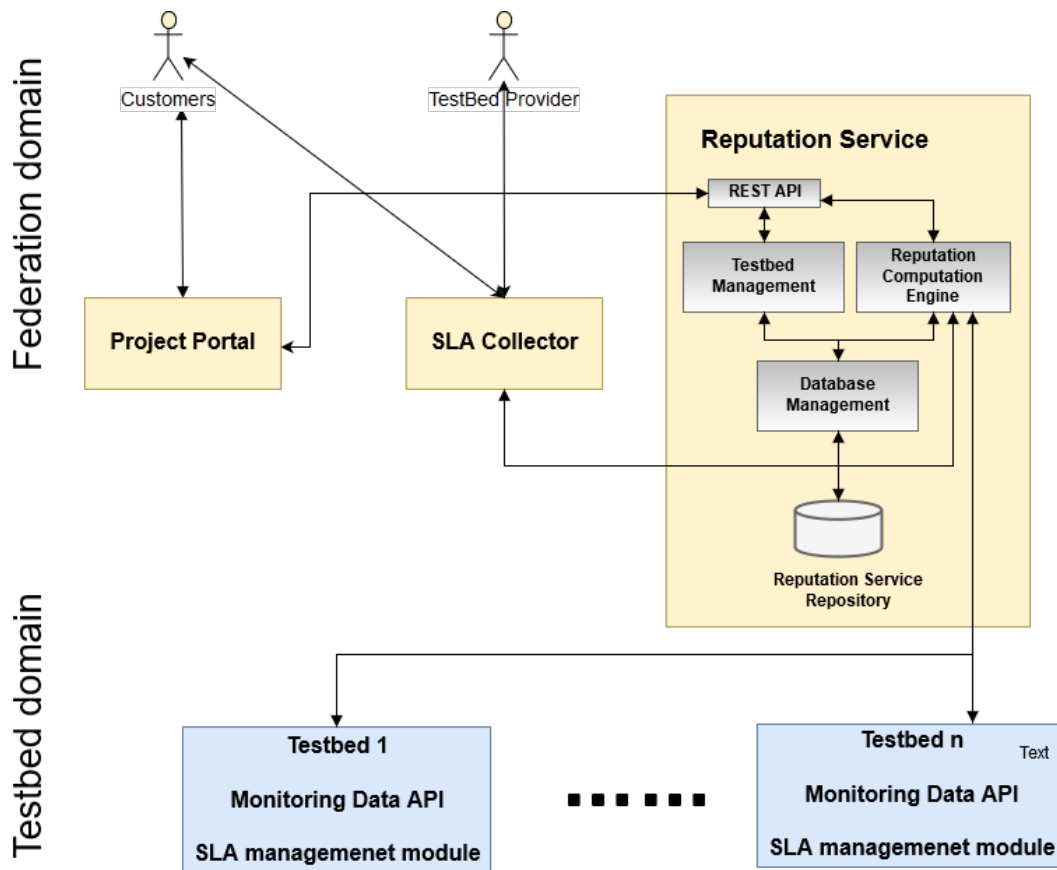 Federation domain
Customers
TestBed Provider
Reputation Service
REST API
Testbed
Management
Reputation
Computation
Engine
Project Portal
SLA Collector
Database
Management
Reputation Service
Repository
Testbed domain
Testbed 1
Monitoring Data API
SLA managemenet module
Testbed n
Text
Monitoring Data API
SLA managemenet module